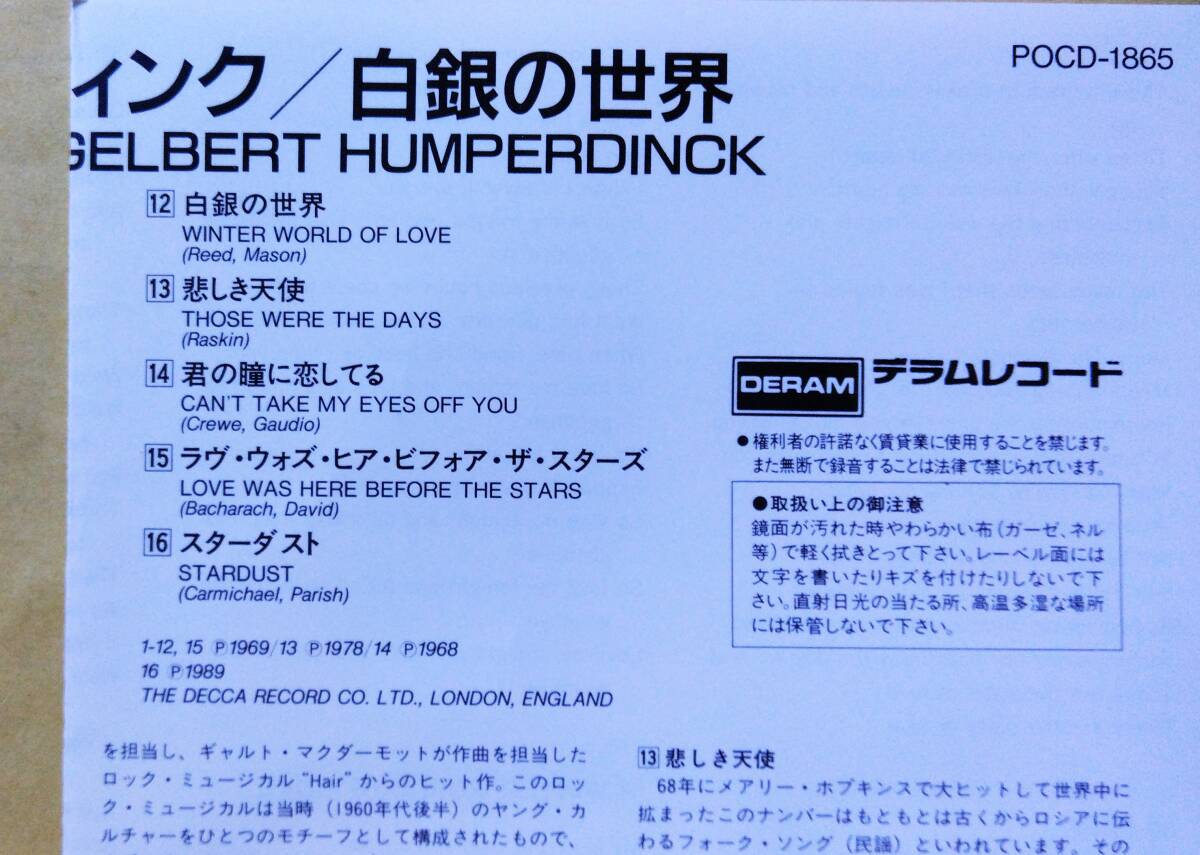 ィンク／白銀の世界
POCD-1865
GELBERT HUMPERDINCK
12 白銀の世界
WINTER WORLD OF LOVE
(Reed, Mason)
13 悲しき天使
THOSE WERE THE DAYS
(Raskin)
14 君の瞳に恋してる
CAN'T TAKE MY EYES OFF YOU
(Crewe, Gaudio)
15 ラヴ・ウォズ・ヒア・ビフォア・ザ・スターズ
LOVE WAS HERE BEFORE THE STARS
(Bacharach, David)
16 スターダスト
STARDUST
(Carmichael, Parish)
1-12, 15 ℗1969/13 ℗1978/14 ℗1968
16 ℗1989
THE DECCA RECORD CO. LTD., LONDON, ENGLAND
DERAM デラムレコード
●権利者の許諾なく賃貸業に使用することを禁じます。
また無断で録音することは法律で禁じられています。
●取扱い上の御注意
鏡面が汚れた時やわらかい布（ガーゼ、ネル
等）で軽く拭きとって下さい。レーベル面には
文字を書いたりキズを付けたりしないで下
さい。直射日光の当たる所、高温多湿な場所
には保管しないで下さい。
を担当し、ギャルト・マクダーモットが作曲を担当した
ロック・ミュージカル“Hair”からのヒット作。このロッ
ク・ミュージカルは当時（1960年代後半）のヤング・カ
ルチャーをひとつのモチーフとして構成されたもので、
13 悲しき天使
68年にメアリー・ホプキンスで大ヒットして世界中に
拡まったこのナンバーはもともとは古くからロシアに伝
わるフォーク・ソング（民謡）といわれています。その